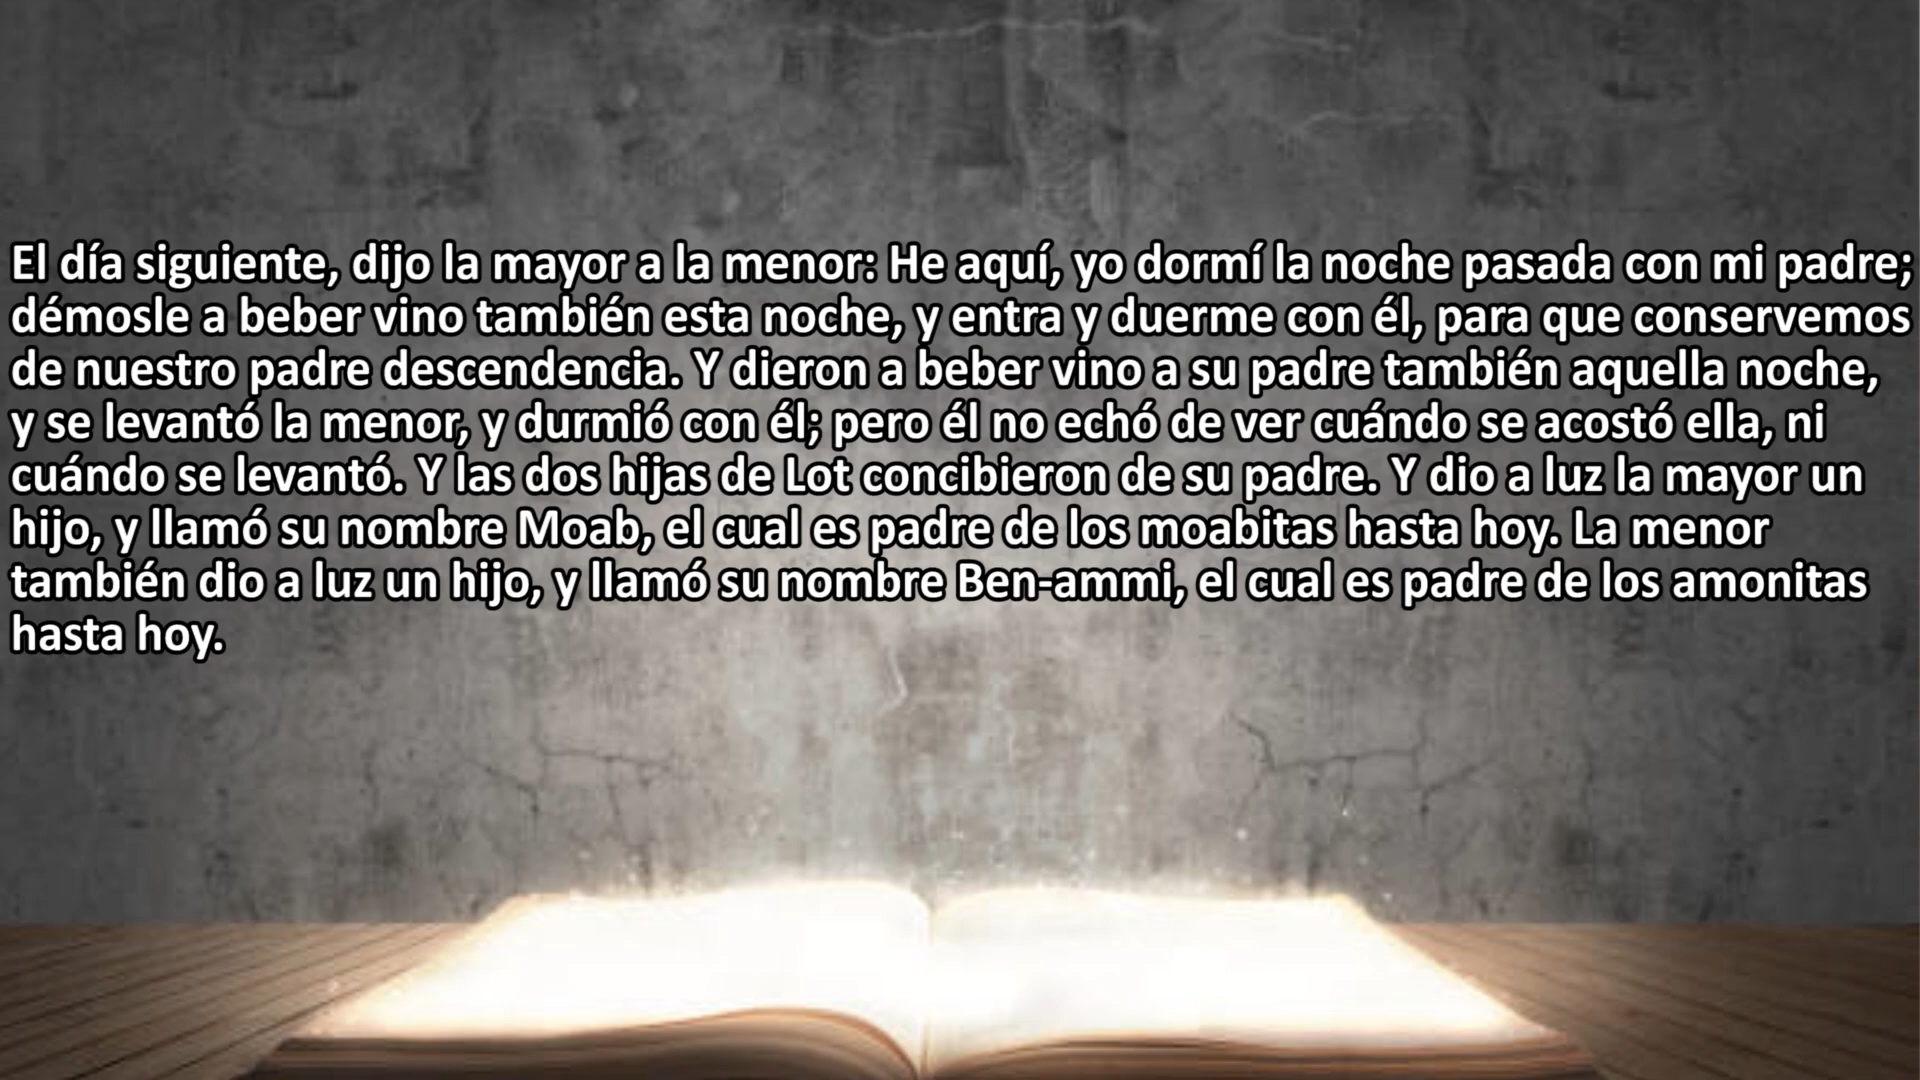 El día siguiente, dijo la mayor a la menor: He aquí, yo dormí la noche pasada con mi padre;
démosle a beber vino también esta noche, y entra y duerme con él, para que conservemos
de nuestro padre descendencia. Y dieron a beber vino a su padre también aquella noche,
y se levantó la menor, y durmió con él; pero él no echó de ver cuándo se acostó ella, ni
cuándo se levantó. Y las dos hijas de Lot concibieron de su padre. Y dio a luz la mayor un
hijo, y llamó su nombre Moab, el cual es padre de los moabitas hasta hoy. La menor
también dio a luz un hijo, y llamó su nombre Ben-ammi, el cual es padre de los amonitas
hasta hoy.